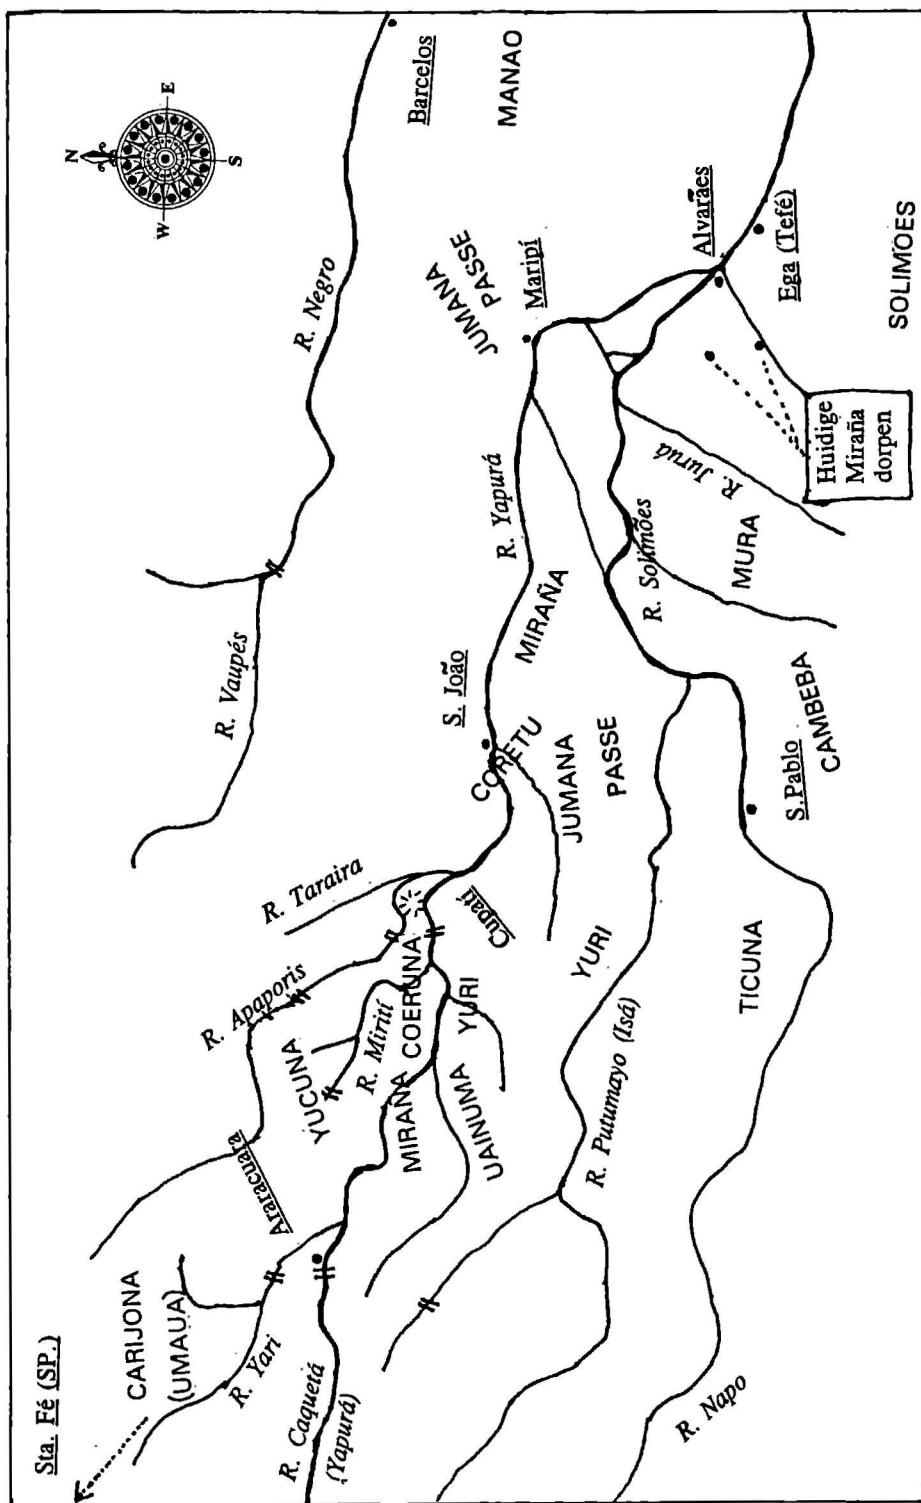 Sta. Fé (SP.)
CARIJONA
(UMAUA)
R. Yari
R. Caquetá
(Yapurá)
Araracuara
R. Vaupés
R. Negro
N
E
S
W
Barcelos
MANAO
R. Apaporis
R. Taraira
YUCUNA
R. Mirití
MIRAÑA
COERUNA
Cupatí
S. João
CORETU
R. Yapurá
JUMANA
PASSE
Maripí
UAINUMA
YURI
YURI
JUMANA
PASSE
MIRAÑA
R. Putumayo (Isá)
R. Solimões
R. Juruá
MURA
Alvarães
Ega (Tefé)
R. Napo
TICUNA
S.Pablo
CAMBEBA
Huidige
Miraña
dorpen
SOLIMÕES